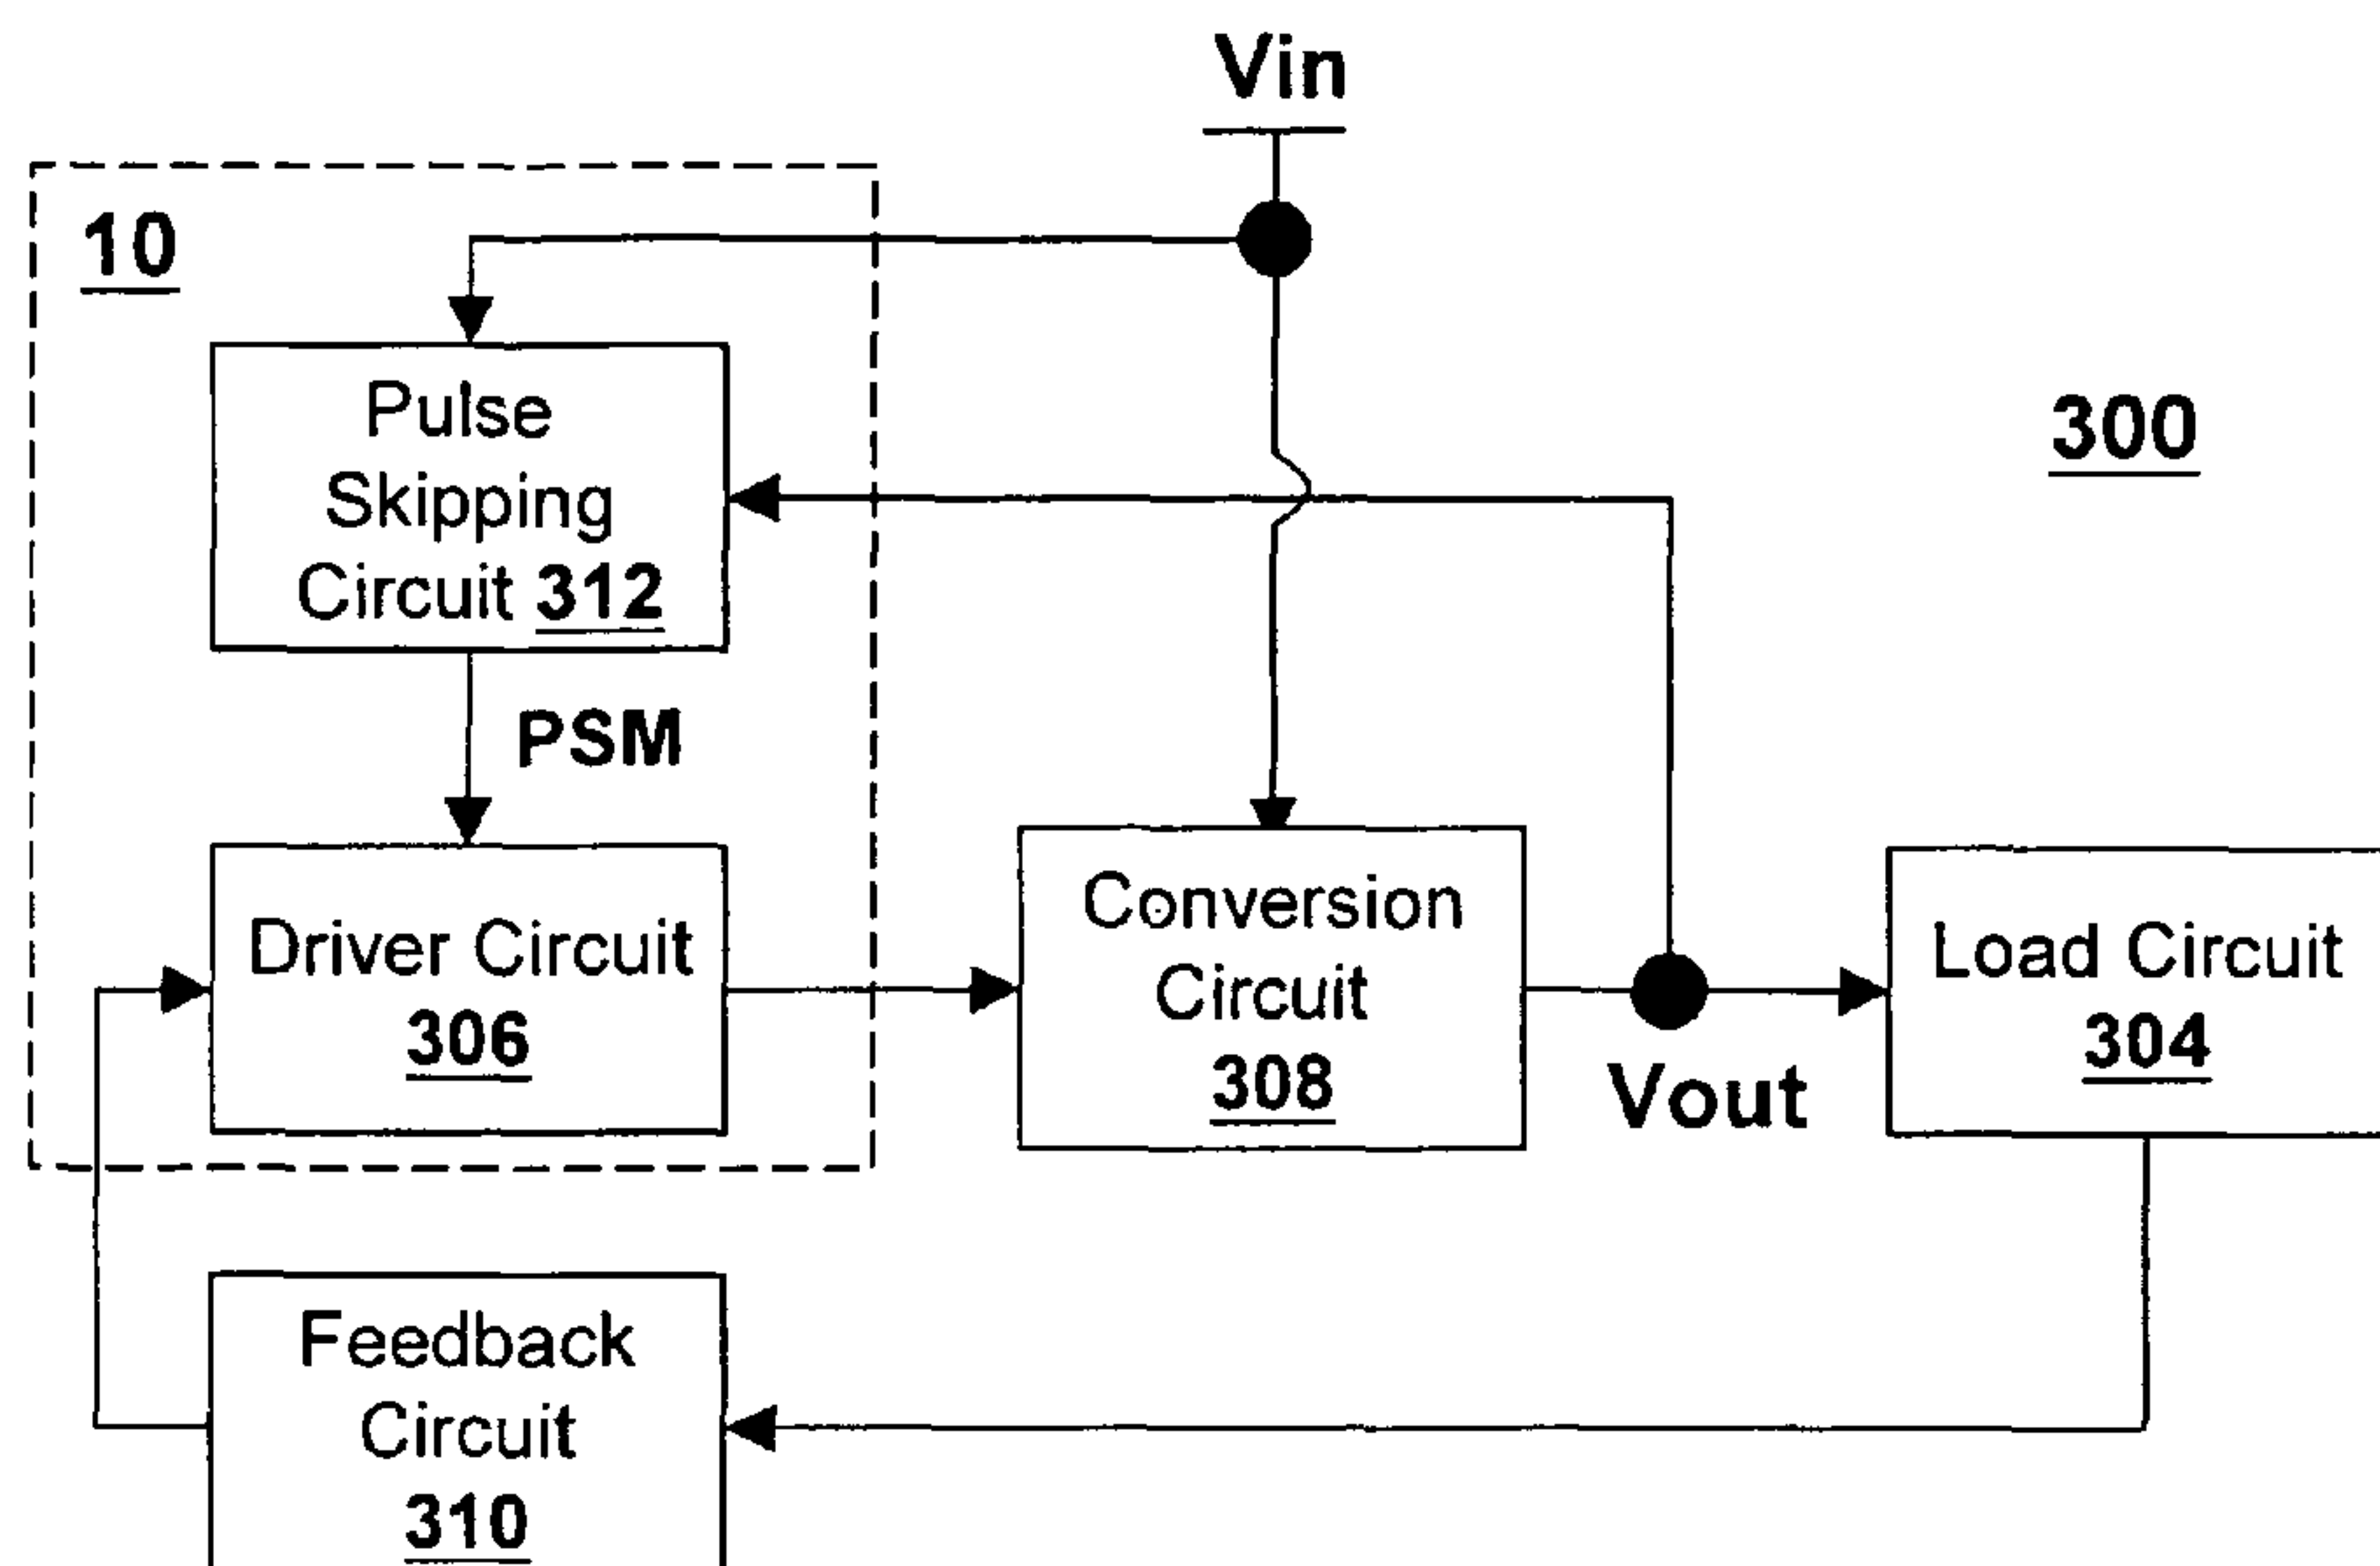 Vin
10
300
Pulse
Skipping
Circuit 312
PSM
Driver Circuit
306
Conversion
Circuit
308
Vout
Load Circuit
304
Feedback
Circuit
310